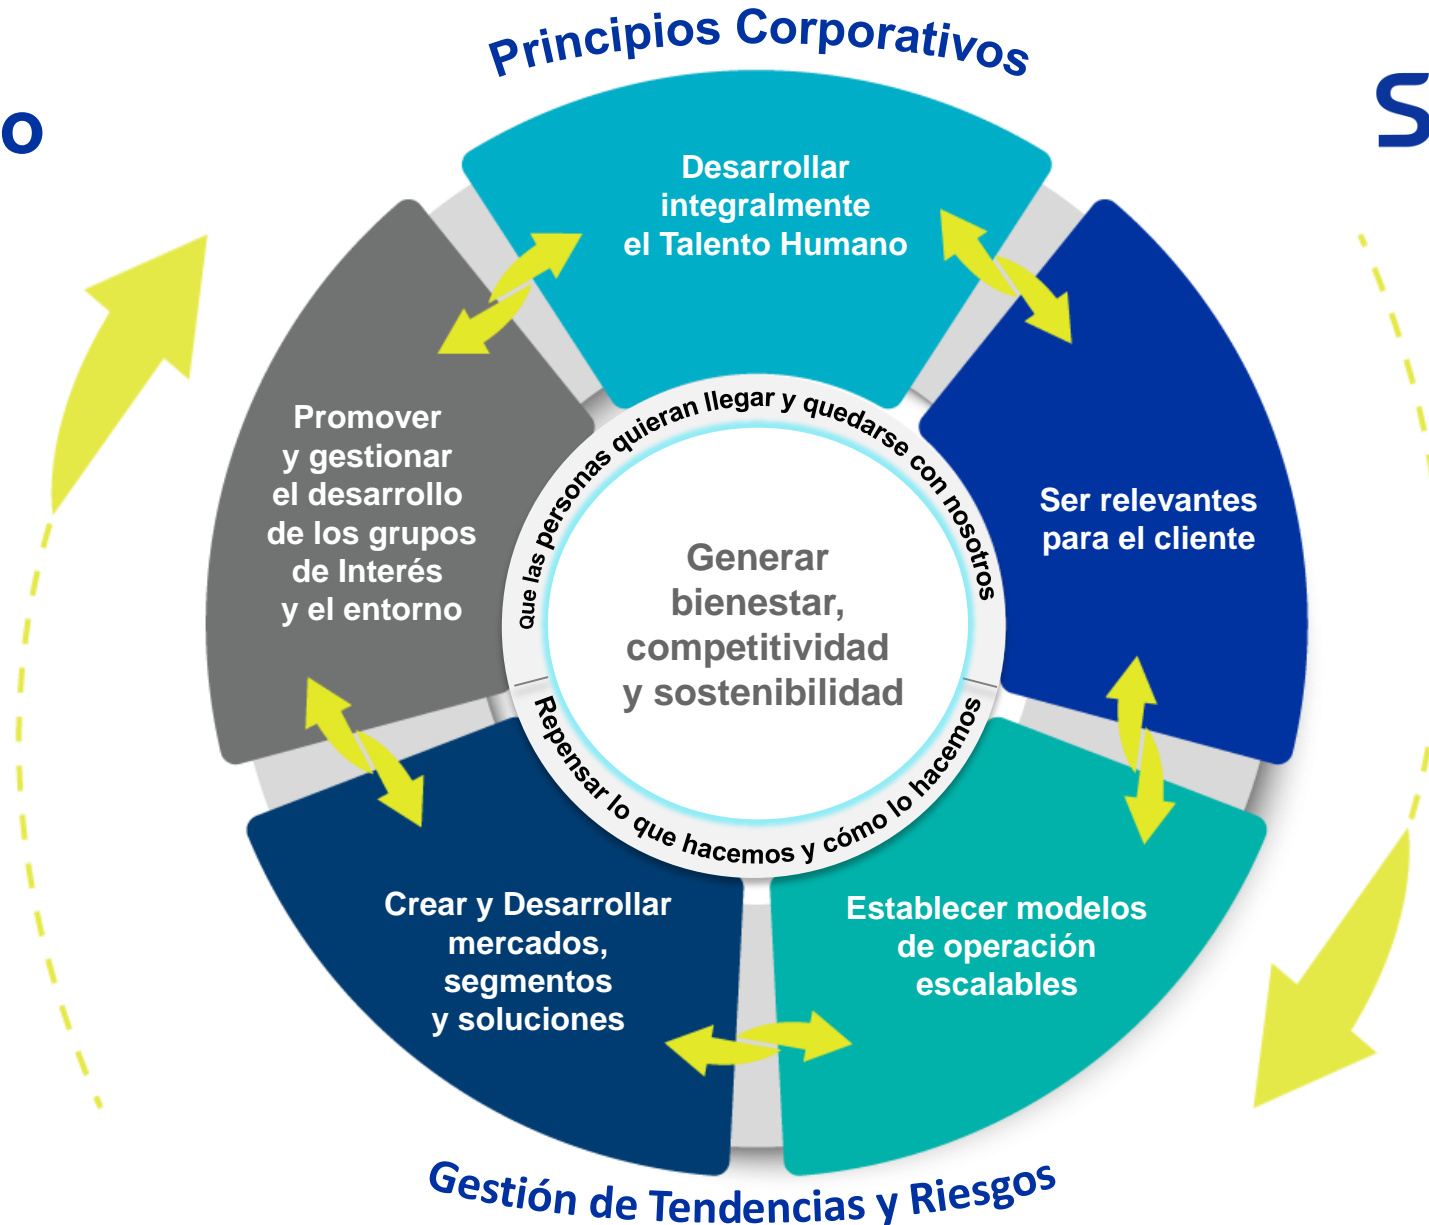 Principios Corporativos
o
S
Desarrollar
integralmente
el Talento Humano
Promover
y gestionar
el desarrollo
de los grupos
de Interés
y el entorno
Ser relevantes
para el cliente
Que las personas quieran llegar y quedarse con nosotros
Generar
bienestar,
competitividad
y sostenibilidad
Repensar lo que hacemos y cómo lo hacemos
Crear y Desarrollar
mercados,
segmentos
y soluciones
Establecer modelos
de operación
escalables
Gestión de Tendencias y Riesgos